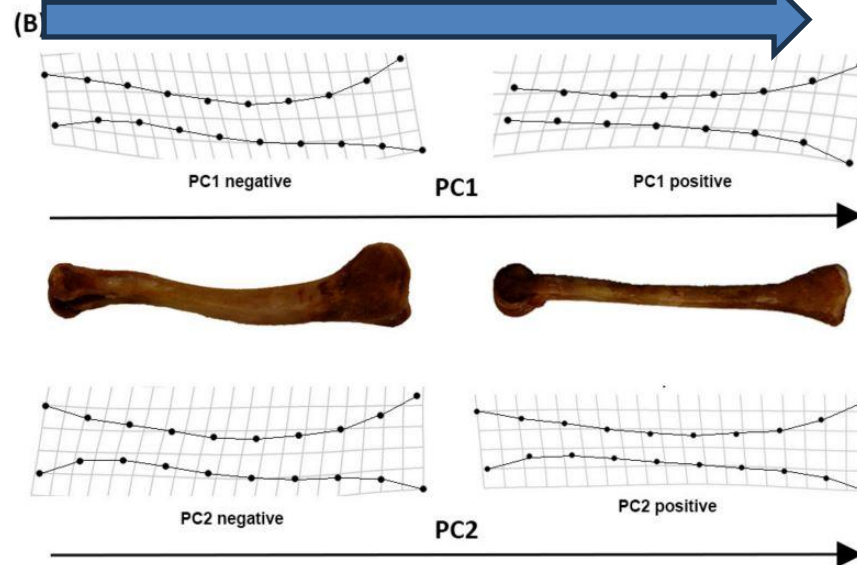 (B)
PC1 negative
PC1
PC1 positive
PC2 negative
PC2
PC2 positive